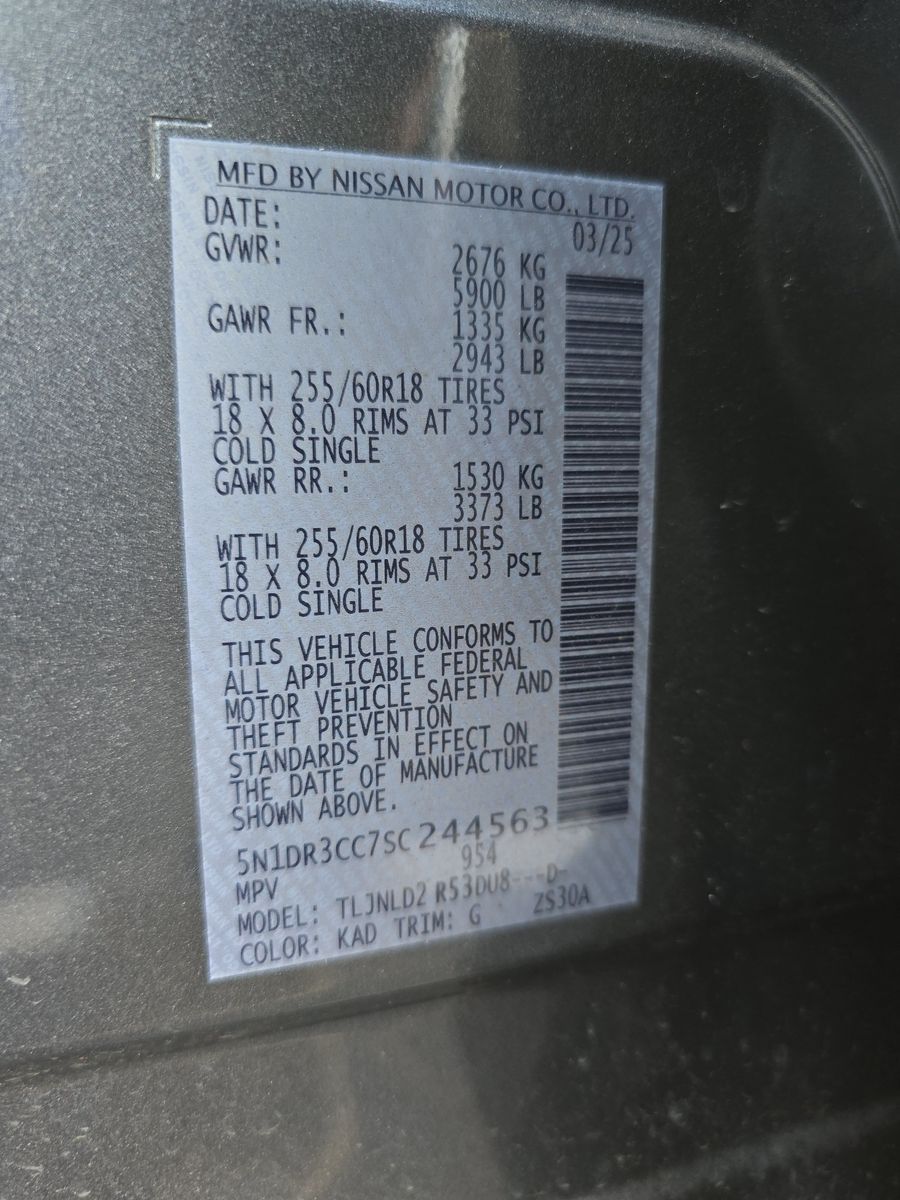 MFD BY NISSAN MOTOR CO., LTD.
DATE: 03/25
GVWR: 2676 KG
5900 LB
GAWR FR.: 1335 KG
2943 LB
WITH 255/60R18 TIRES
18 X 8.0 RIMS AT 33 PSI
COLD SINGLE
GAWR RR.: 1530 KG
3373 LB
WITH 255/60R18 TIRES
18 X 8.0 RIMS AT 33 PSI
COLD SINGLE
THIS VEHICLE CONFORMS TO
ALL APPLICABLE FEDERAL
MOTOR VEHICLE SAFETY AND
THEFT PREVENTION
STANDARDS IN EFFECT ON
THE DATE OF MANUFACTURE
SHOWN ABOVE.
5N1DR3CC7SC244563
MPV 954
MODEL: TLJNLD2 R53DU8---D-
COLOR: KAD TRIM: G ZS30A